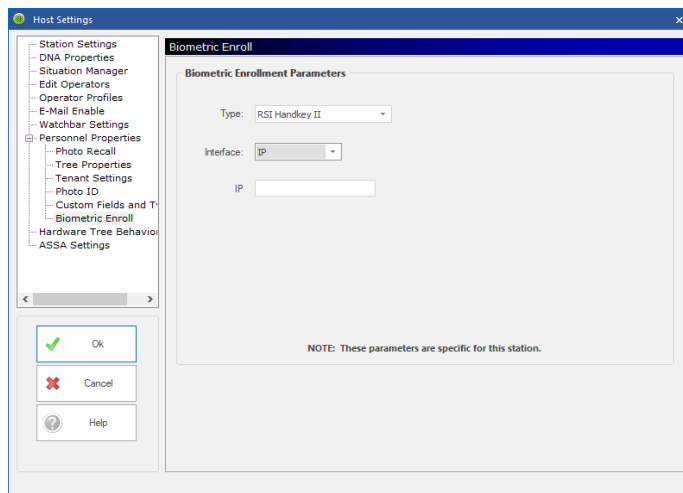 Host Settings
Station Settings
DNA Properties
Situation Manager
Edit Operators
Operator Profiles
E-Mail Enable
Watchbar Settings
Personnel Properties
Photo Recall
Tree Properties
Tenant Settings
Photo ID
Custom Fields and T
Biometric Enroll
Hardware Tree Behavio
ASSA Settings
Ok
Cancel
Help
Biometric Enroll
Biometric Enrollment Parameters
Type: RSI Handkey II
Interface: IP
IP
NOTE: These parameters are specific for this station.